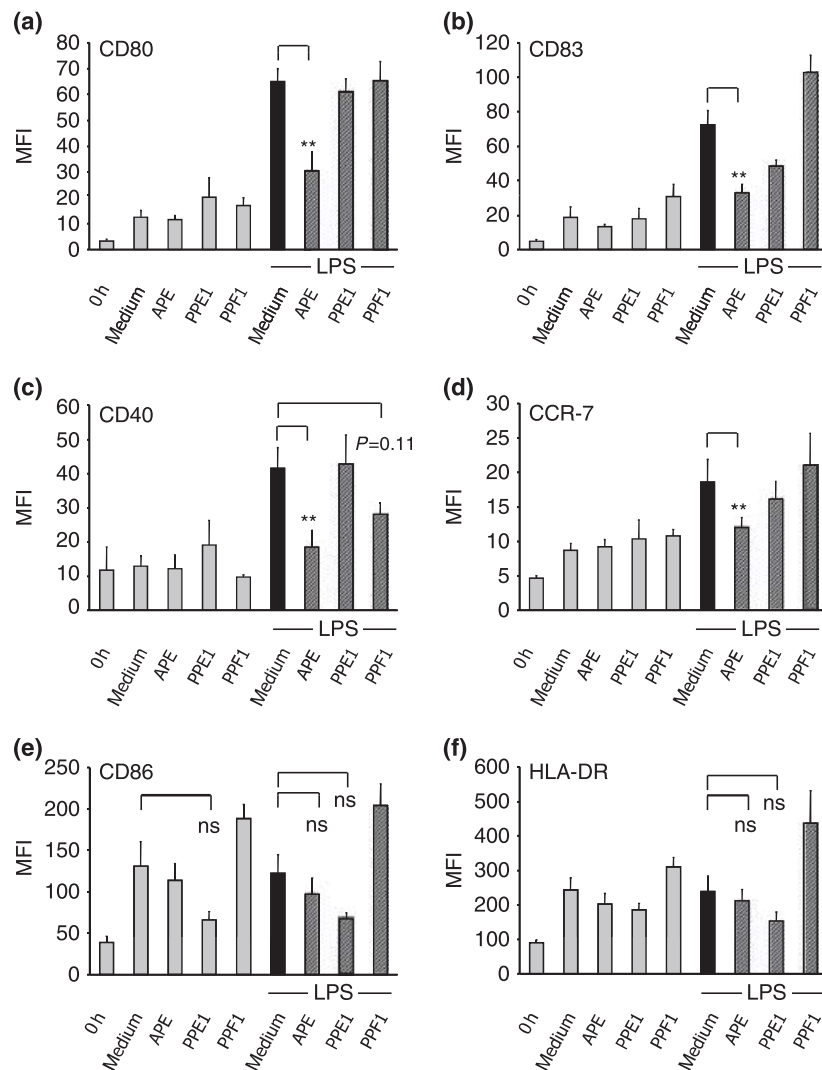 (a)
CD80
MFI
80
70
60
50
40
30
20
10
0
**
0h
Medium
APE
PPE1
PPF1
Medium
APE
PPE1
PPF1
LPS
(b)
CD83
MFI
120
100
80
60
40
20
0
**
0h
Medium
APE
PPE1
PPF1
Medium
APE
PPE1
PPF1
LPS
(c)
CD40
MFI
60
50
40
30
20
10
0
**
P=0.11
0h
Medium
APE
PPE1
PPF1
Medium
APE
PPE1
PPF1
LPS
(d)
CCR-7
MFI
30
25
20
15
10
5
0
**
0h
Medium
APE
PPE1
PPF1
Medium
APE
PPE1
PPF1
LPS
(e)
CD86
MFI
250
200
150
100
50
0
ns
ns
ns
0h
Medium
APE
PPE1
PPF1
Medium
APE
PPE1
PPF1
LPS
(f)
HLA-DR
MFI
600
500
400
300
200
100
0
ns
ns
0h
Medium
APE
PPE1
PPF1
Medium
APE
PPE1
PPF1
LPS